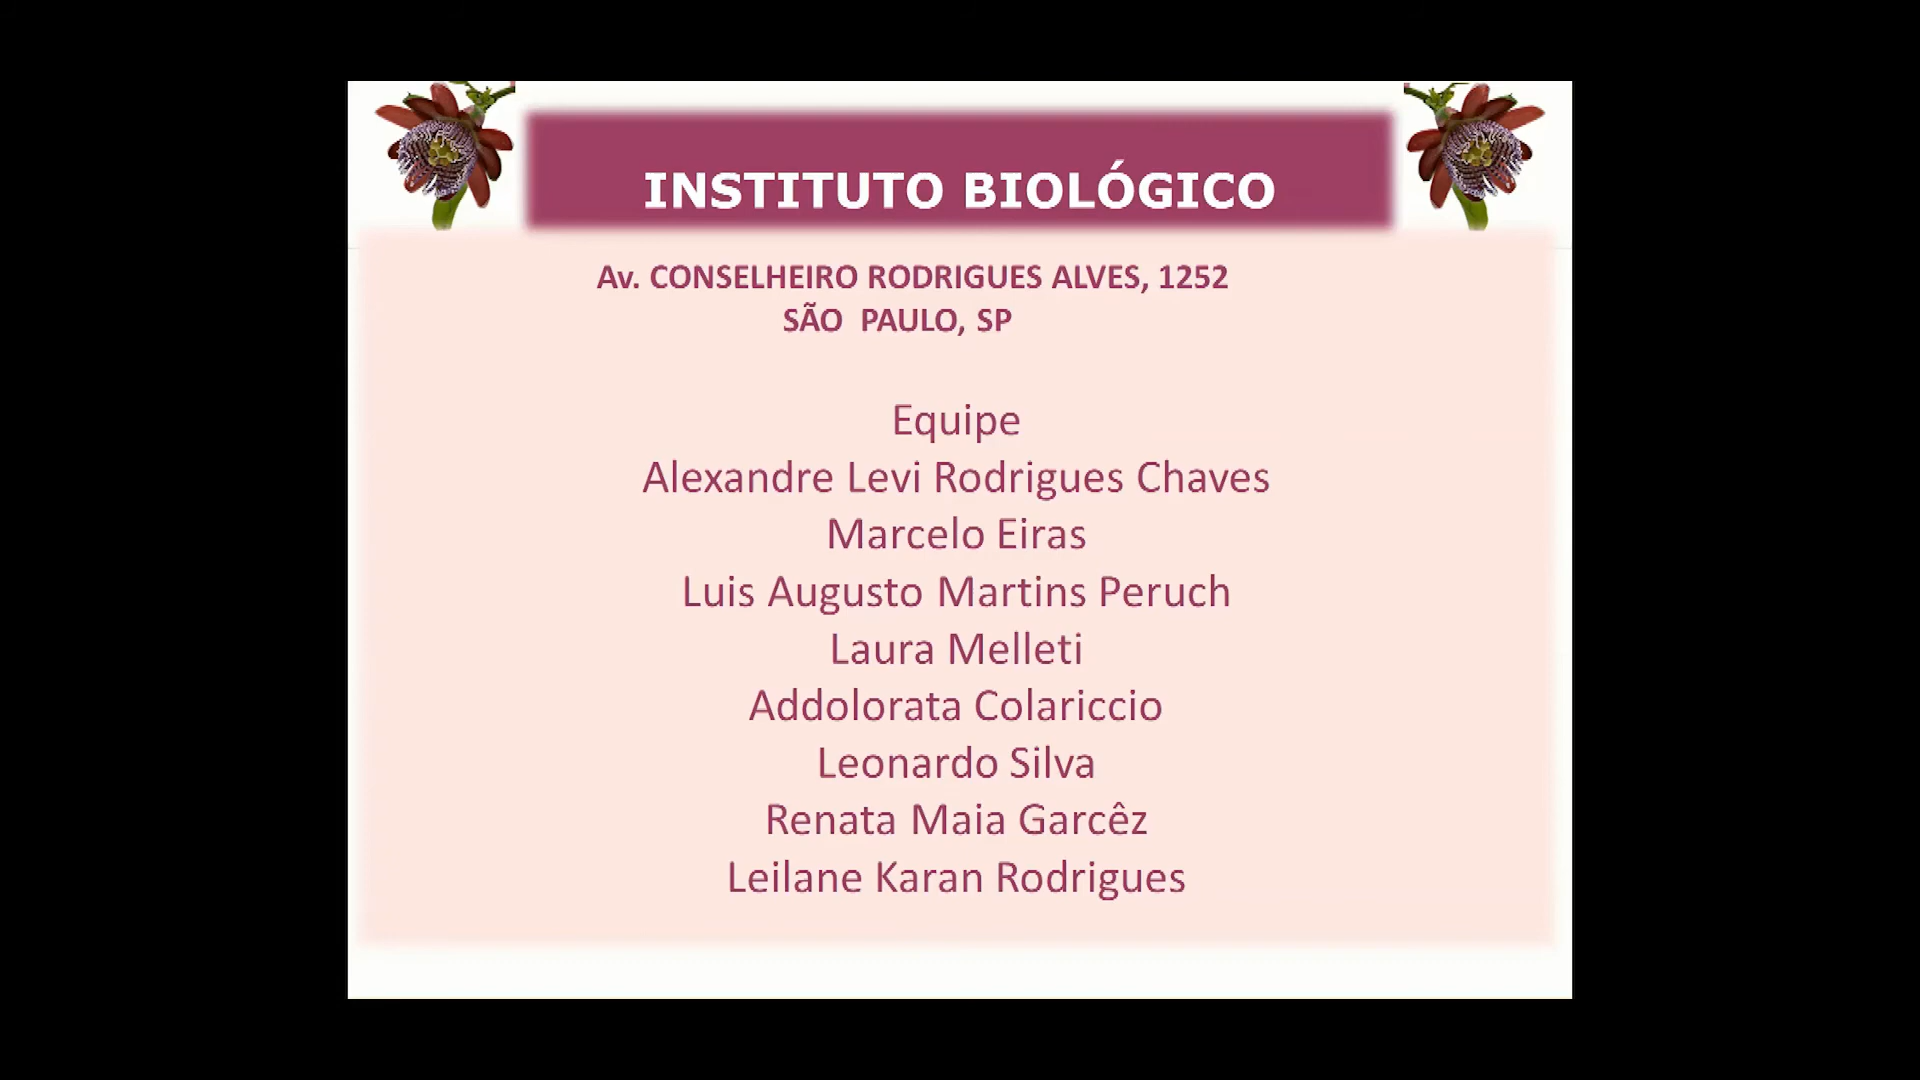 INSTITUTO BIOLÓGICO
Av. CONSELHEIRO RODRIGUES ALVES, 1252
SÃO PAULO, SP
Equipe
Alexandre Levi Rodrigues Chaves
Marcelo Eiras
Luis Augusto Martins Peruch
Laura Melleti
Addolorata Colariccio
Leonardo Silva
Renata Maia Garcêz
Leilane Karan Rodrigues